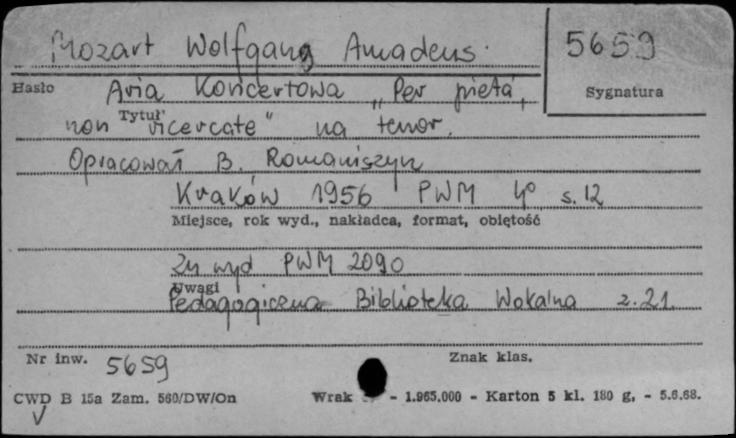 Mozart Wolfgang Amadeus. 5659
Hasło Aria Koncertowa „Per pietà, Sygnatura
Tytuł
non ricercate" na tenor.
Opracował B. Romaniszyn
Kraków 1956 PWM 4° s. 12
Miejsce, rok wyd., nakładca, format, objętość
Zn wyd PWM 2090
Uwagi
Pedagogiczna Biblioteka Wokalna z. 21.
Nr inw. 5659 Znak klas.
CWD B 15a Zam. 560/DW/On Wrak - 1.965.000 - Karton 5 kl. 180 g, - 5.6.68.
V